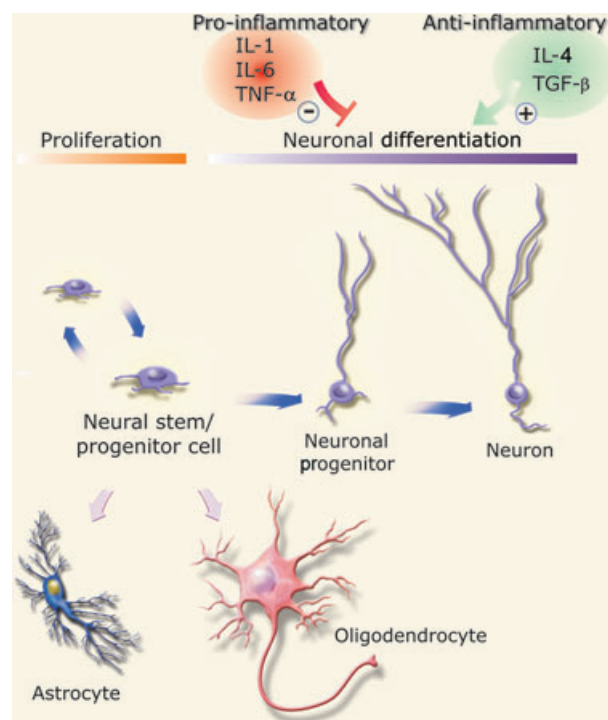 Pro-inflammatory
IL-1
IL-6
TNF-α
−
Anti-inflammatory
IL-4
TGF-β
+
Proliferation
Neuronal differentiation
Neural stem/
progenitor cell
Neuronal
progenitor
Neuron
Astrocyte
Oligodendrocyte